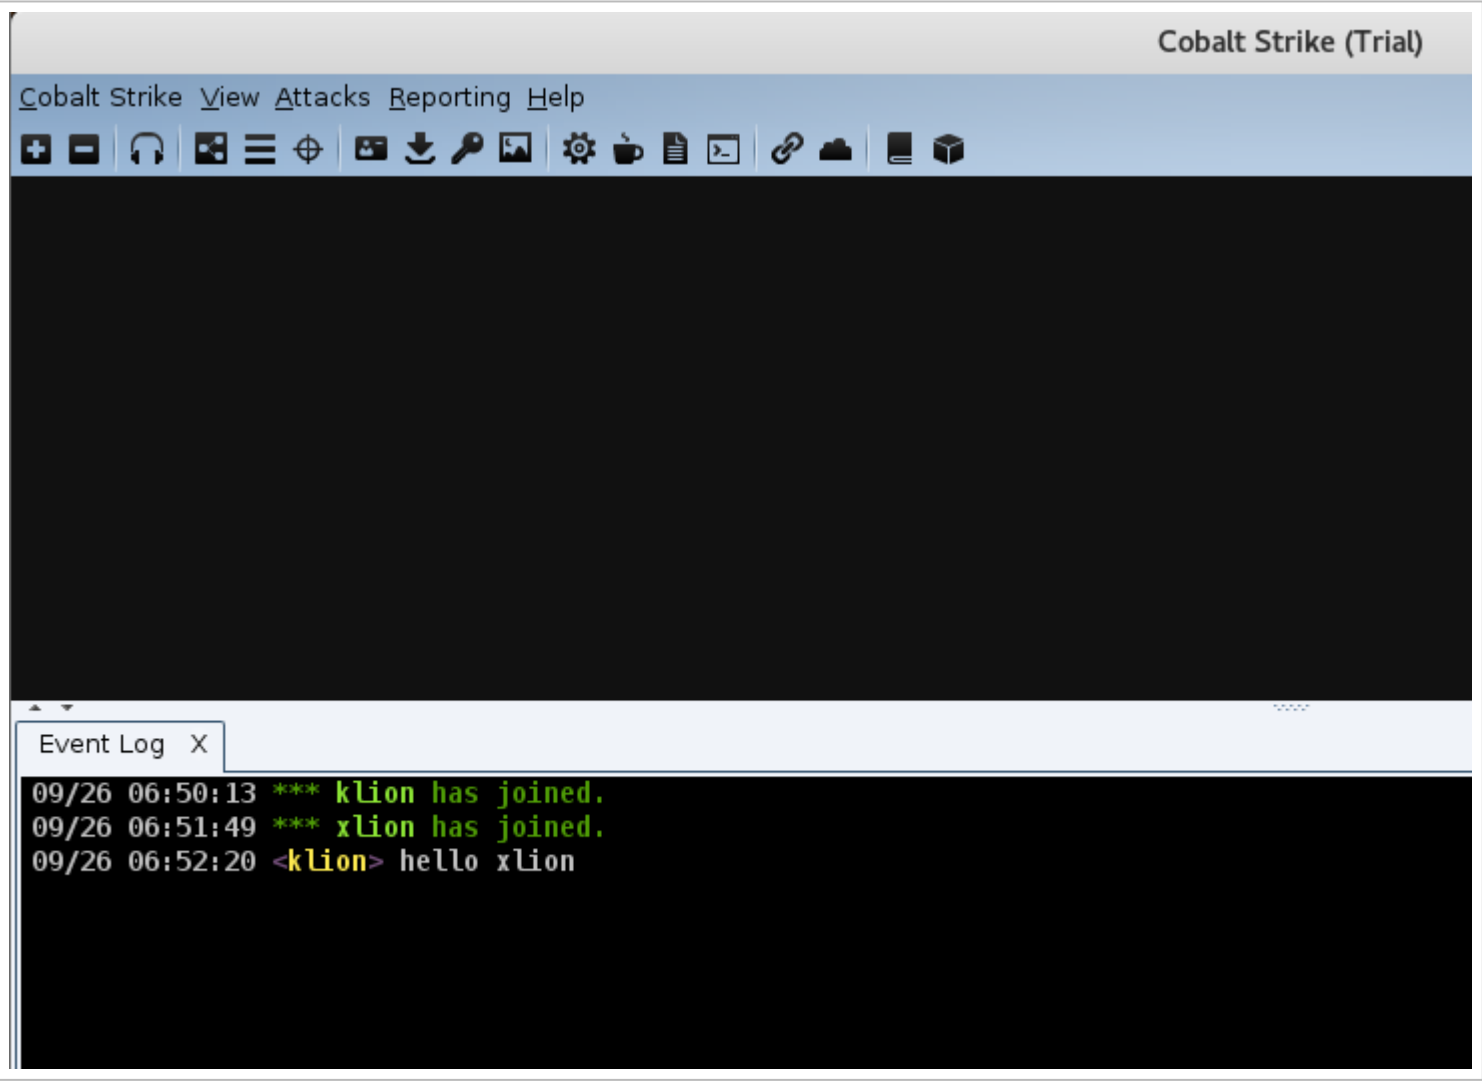 Cobalt Strike (Trial)
Cobalt Strike View Attacks Reporting Help
Event Log X
09/26 06:50:13 *** klion has joined.
09/26 06:51:49 *** xlion has joined.
09/26 06:52:20 <klion> hello xlion